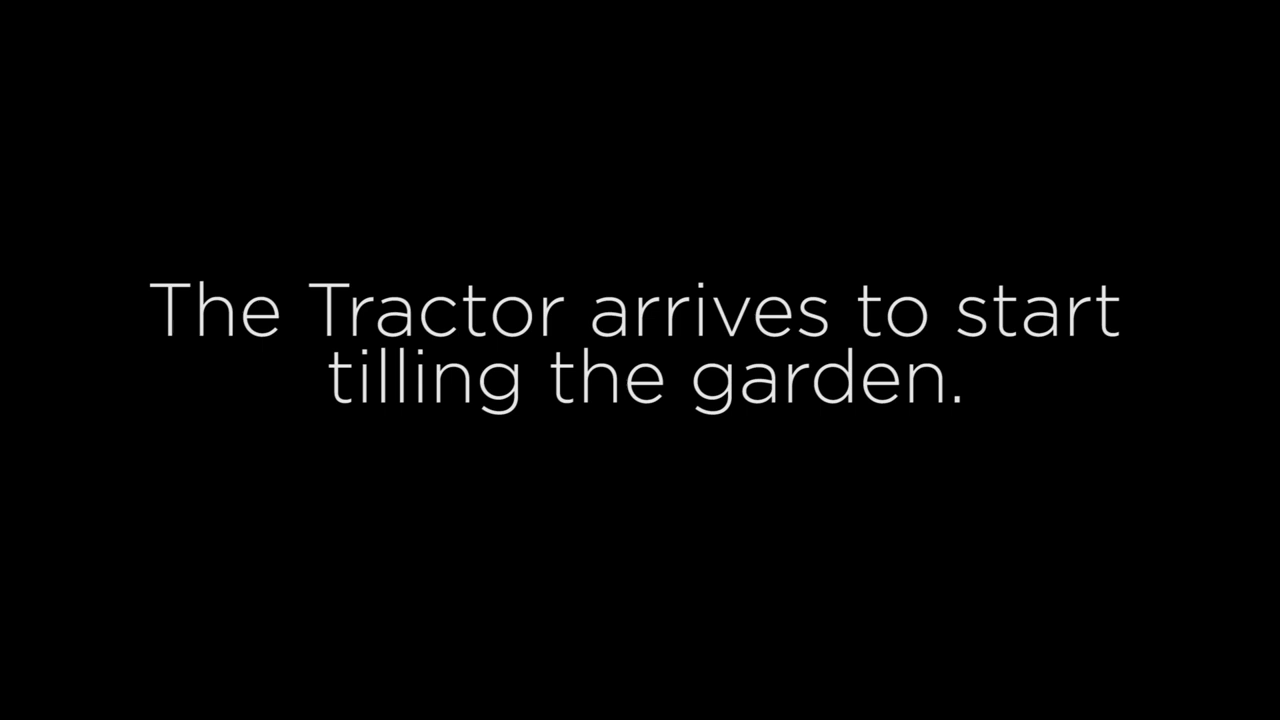 The Tractor arrives to start
tilling the garden.